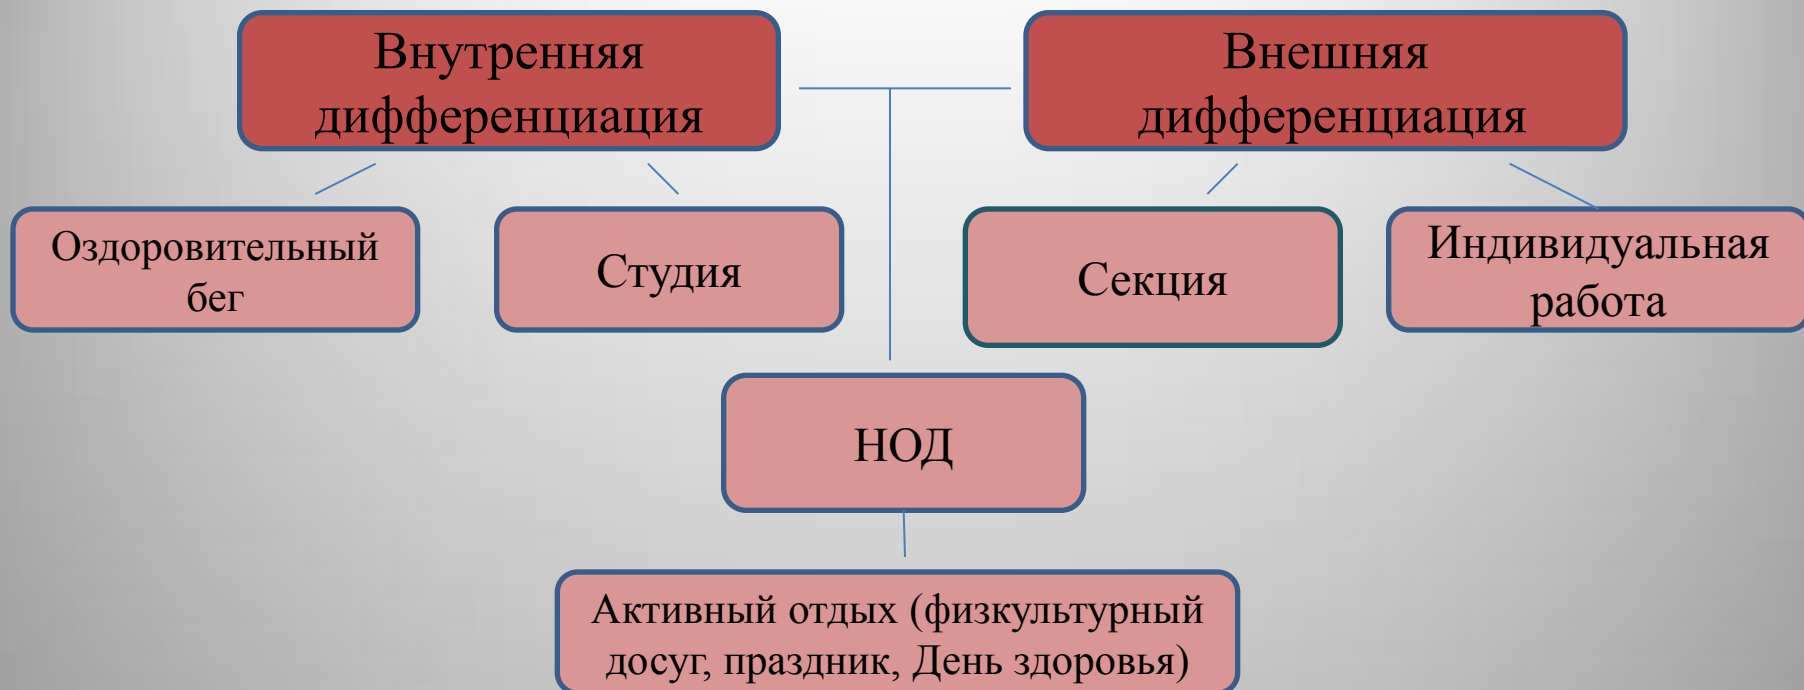 Внутренняя
дифференциация
Внешняя
дифференциация
Оздоровительный
бег
Студия
Секция
Индивидуальная
работа
НОД
Активный отдых (физкультурный
досуг, праздник, День здоровья)